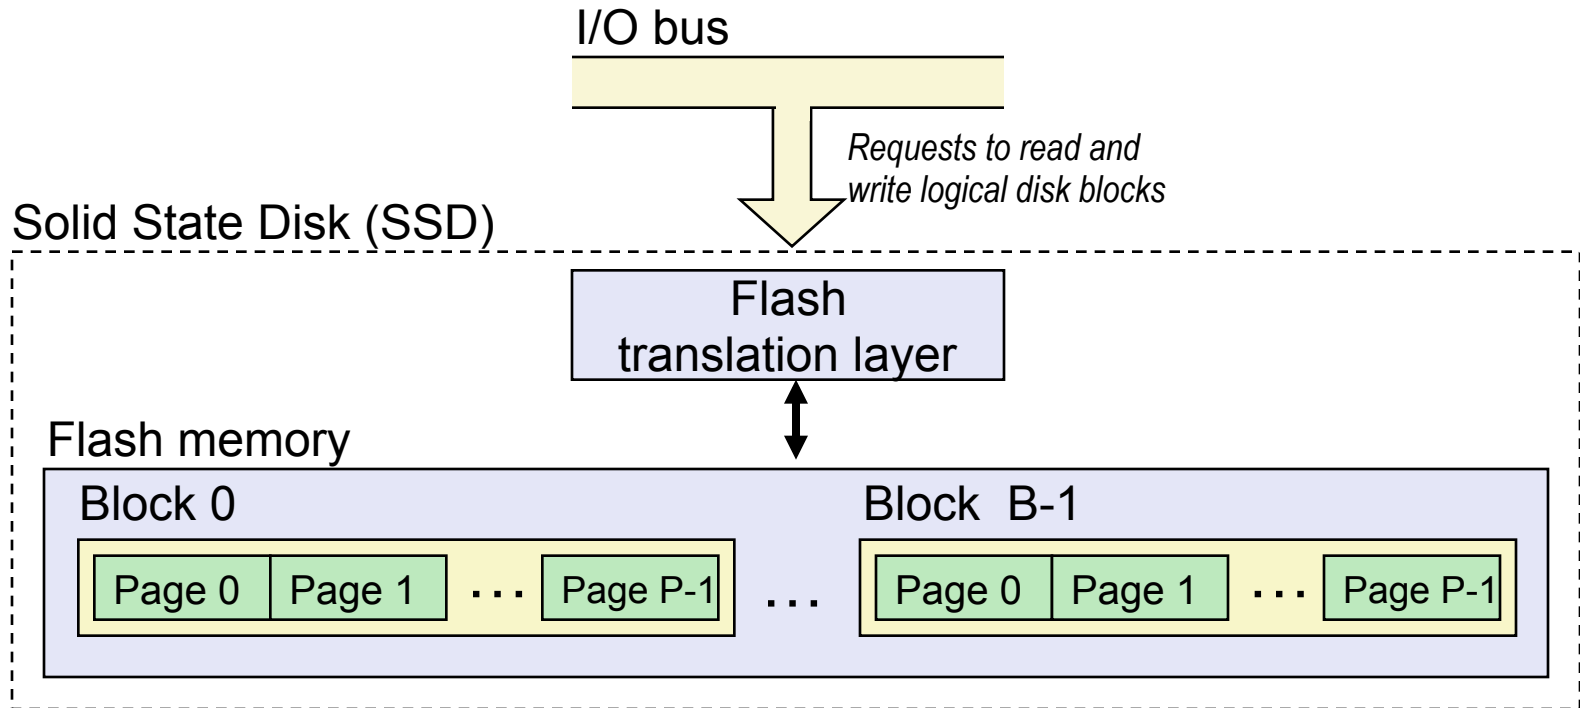 I/O bus
Requests to read and
write logical disk blocks
Solid State Disk (SSD)
Flash
translation layer
Flash memory
Block 0
Block B-1
Page 0 Page 1 ... Page P-1 ... Page 0 Page 1 ... Page P-1